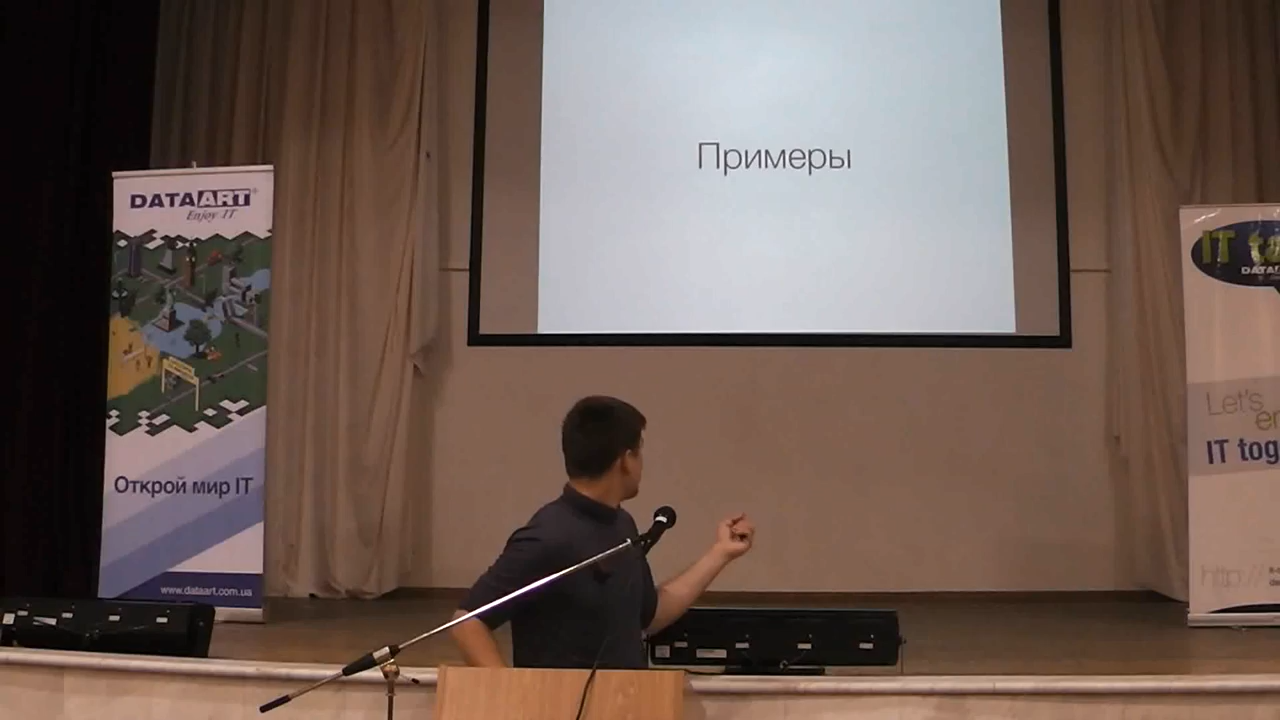 Примеры
DATAART
Enjoy IT
Открой мир IT
www.dataart.com.ua
IT
Let's
IT tog
http://